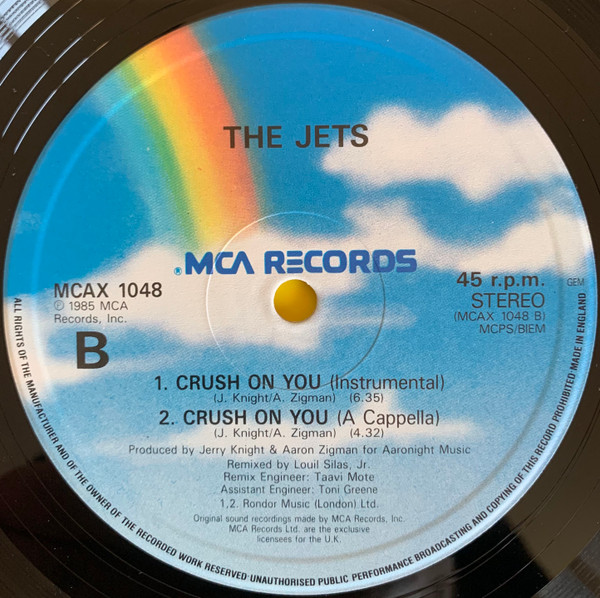 THE JETS
®MCA RECORDS
MCAX 1048
℗ 1985 MCA
Records, Inc.
B
45 r.p.m.
GEM
STEREO
(MCAX 1048 B)
MCPS/BIEM
1. CRUSH ON YOU (Instrumental)
(J. Knight/A. Zigman) (6.35)
2. CRUSH ON YOU (A Cappella)
(J. Knight/A. Zigman) (4.32)
Produced by Jerry Knight & Aaron Zigman for Aaronight Music
Remixed by Louil Silas, Jr.
Remix Engineer: Taavi Mote
Assistant Engineer: Toni Greene
1,2. Rondor Music (London) Ltd.
Original sound recordings made by MCA Records, Inc.
MCA Records Ltd. are the exclusive
licensees for the U.K.
ALL RIGHTS OF THE MANUFACTURER AND OF THE OWNER OF THE RECORDED WORK RESERVED UNAUTHORISED PUBLIC PERFORMANCE BROADCASTING AND COPYING OF THIS RECORD PROHIBITED MADE IN ENGLAND